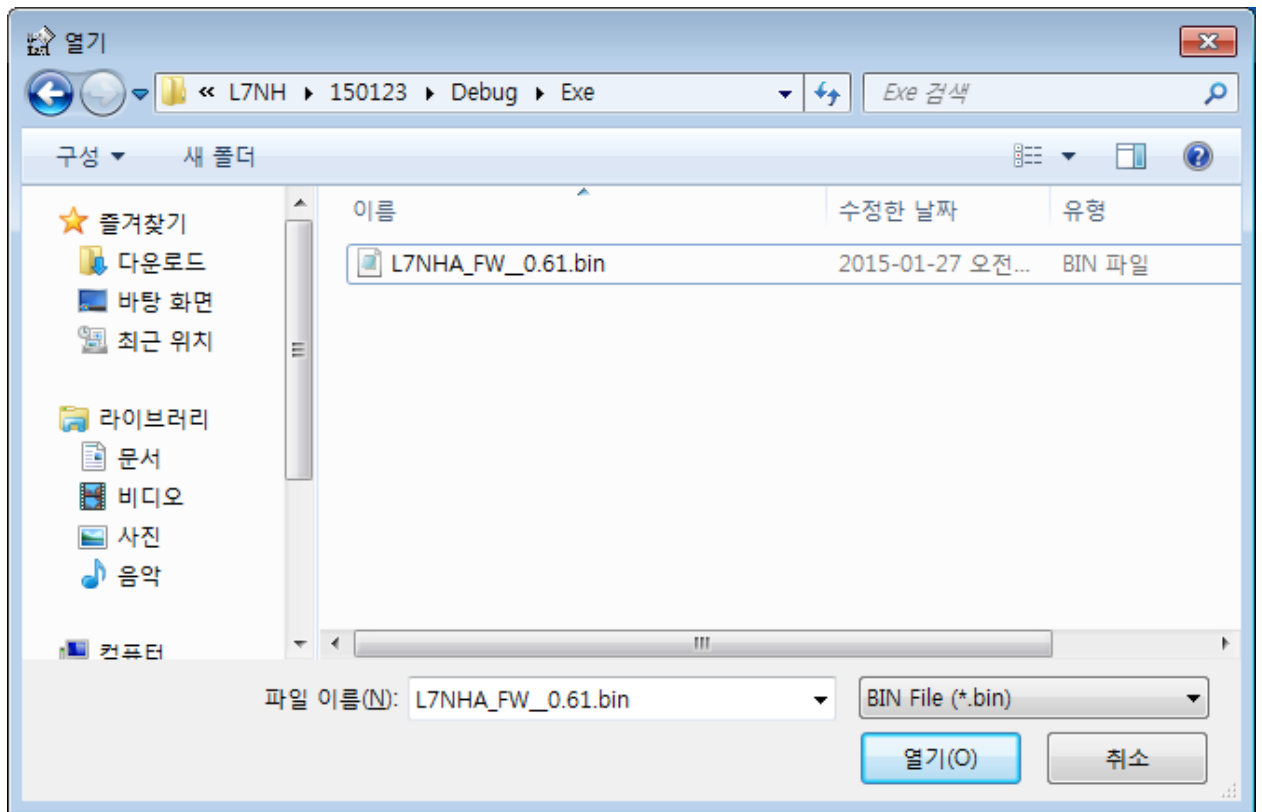 열기
« L7NH ▸ 150123 ▸ Debug ▸ Exe
Exe 검색
구성 ▼ 새 폴더
이름 수정한 날짜 유형
L7NHA_FW__0.61.bin 2015-01-27 오전... BIN 파일
즐겨찾기
다운로드
바탕 화면
최근 위치
라이브러리
문서
비디오
사진
음악
컴퓨터
파일 이름(N): L7NHA_FW__0.61.bin BIN File (*.bin)
열기(O) 취소